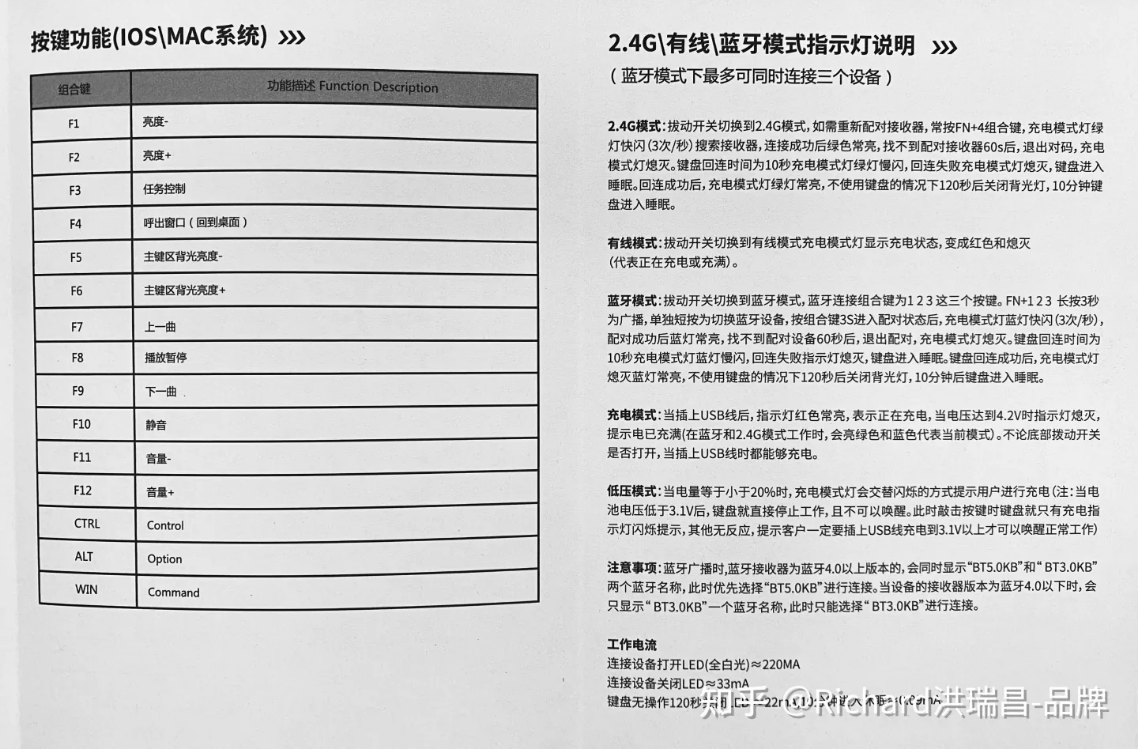 按键功能(IOS\MAC系统)
组合键 功能描述 Function Description
F1 亮度-
F2 亮度+
F3 任务控制
F4 呼出窗口（回到桌面）
F5 主键区背光亮度-
F6 主键区背光亮度+
F7 上一曲
F8 播放暂停
F9 下一曲
F10 静音
F11 音量-
F12 音量+
CTRL Control
ALT Option
WIN Command
2.4G\有线\蓝牙模式指示灯说明
（蓝牙模式下最多可同时连接三个设备）
2.4G模式：拔动开关切换到2.4G模式，如需重新配对接收器，常按FN+4组合键，充电模式灯绿
灯快闪（3次/秒）搜索接收器，连接成功后绿色常亮，找不到配对接收器60s后，退出对码，充电
模式灯熄灭。键盘回连时间为10秒充电模式灯绿灯慢闪，回连失败充电模式灯熄灭，键盘进入
睡眠。回连成功后，充电模式灯绿灯常亮，不使用键盘的情况下120秒后关闭背光灯，10分钟键
盘进入睡眠。
有线模式：拔动开关切换到有线模式充电模式灯显示充电状态，变成红色和熄灭
（代表正在充电或充满）。
蓝牙模式：拔动开关切换到蓝牙模式，蓝牙连接组合键为1 2 3 这三个按键。FN+1 2 3 长按3秒
为广播，单独短按为切换蓝牙设备，按组合键3S进入配对状态后，充电模式灯蓝灯快闪（3次/秒），
配对成功后蓝灯常亮，找不到配对设备60秒后，退出配对，充电模式灯熄灭。键盘回连时间为
10秒充电模式灯蓝灯慢闪，回连失败指示灯熄灭，键盘进入睡眠。键盘回连成功后，充电模式灯
熄灭蓝灯常亮，不使用键盘的情况下120秒后关闭背光灯，10分钟后键盘进入睡眠。
充电模式：当插上USB线后，指示灯红色常亮，表示正在充电，当电压达到4.2V时指示灯熄灭，
提示电已充满(在蓝牙和2.4G模式工作时，会亮绿色和蓝色代表当前模式）。不论底部拨动开关
是否打开，当插上USB线时都能够充电。
低压模式：当电量等于小于20%时，充电模式灯会交替闪烁的方式提示用户进行充电（注：当电
池电压低于3.1V后，键盘就直接停止工作，且不可以唤醒。此时敲击按键时键盘就只有充电指
示灯闪烁提示，其他无反应，提示客户一定要插上USB线充电到3.1V以上才可以唤醒正常工作）
注意事项：蓝牙广播时，蓝牙接收器为蓝牙4.0以上版本的，会同时显示“BT5.0KB”和“ BT3.0KB”
两个蓝牙名称，此时优先选择“BT5.0KB”进行连接。当设备的接收器版本为蓝牙4.0以下时，会
只显示“ BT3.0KB”一个蓝牙名称，此时只能选择“ BT3.0KB”进行连接。
工作电流
连接设备打开LED(全白光)≈220MA
连接设备关闭LED≈33mA
键盘无操作120秒关闭LED≈22mA,10分钟进入休眠≈0.09mA
知乎 @Richard洪瑞昌-品牌